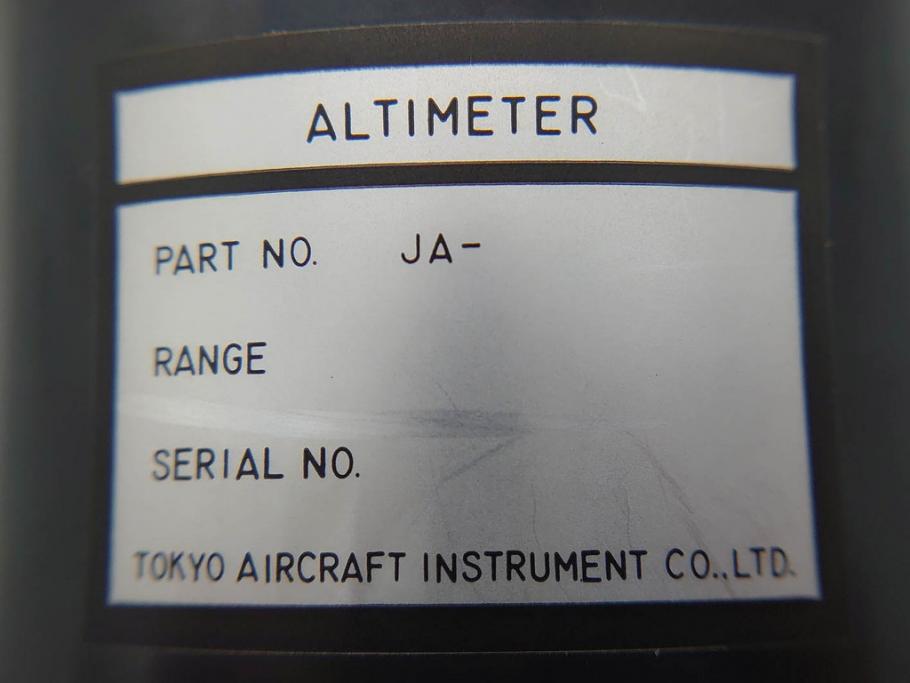 ALTIMETER
PART NO. JA-
RANGE
SERIAL NO.
TOKYO AIRCRAFT INSTRUMENT CO.,LTD.